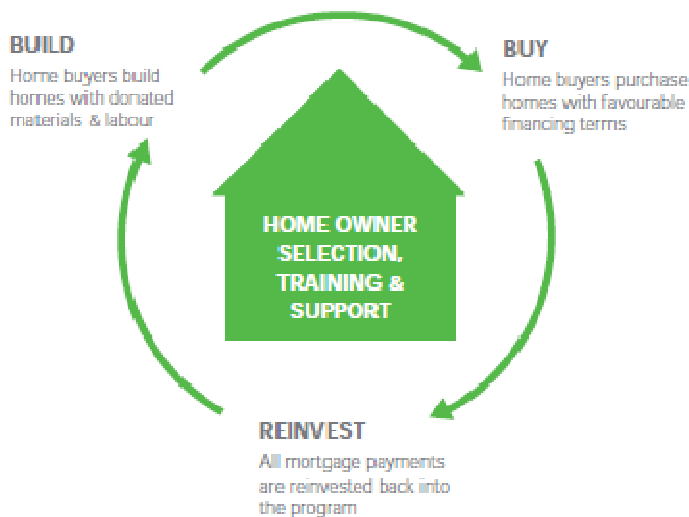 BUILD
Home buyers build
homes with donated
materials & labour
BUY
Home buyers purchase
homes with favourable
financing terms
HOME OWNER
SELECTION,
TRAINING &
SUPPORT
REINVEST
All mortgage payments
are reinvested back into
the program